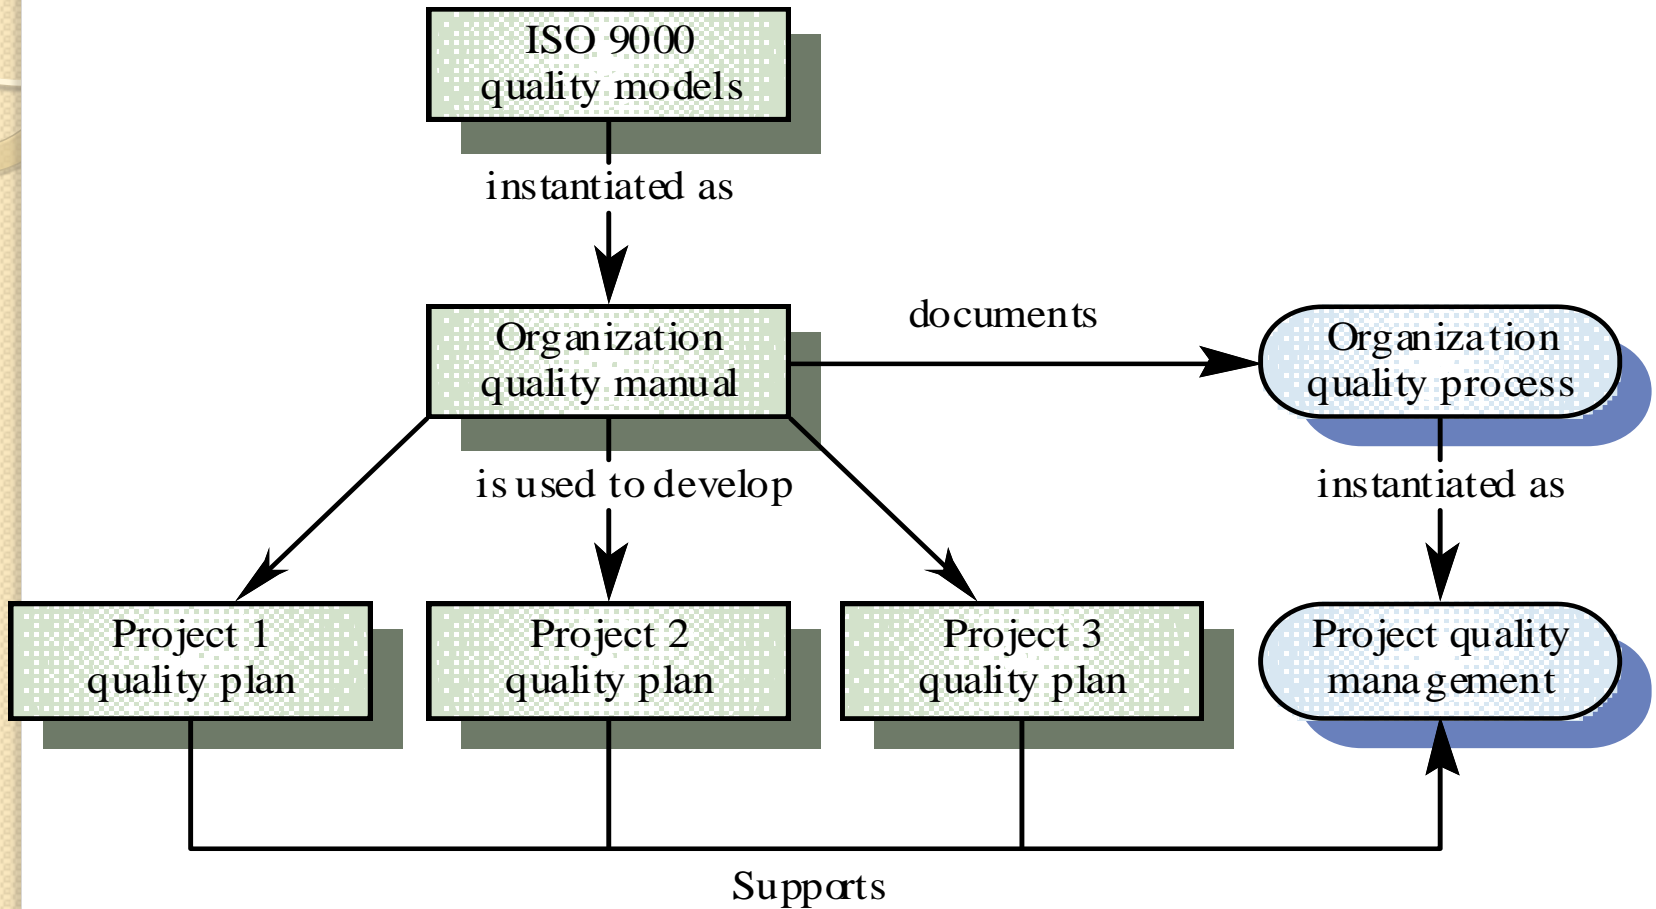 ISO 9000
quality models
instantiated as
Organization
quality manual
documents
Organization
quality process
is used to develop
instantiated as
Project 1
quality plan
Project 2
quality plan
Project 3
quality plan
Project quality
management
Supports